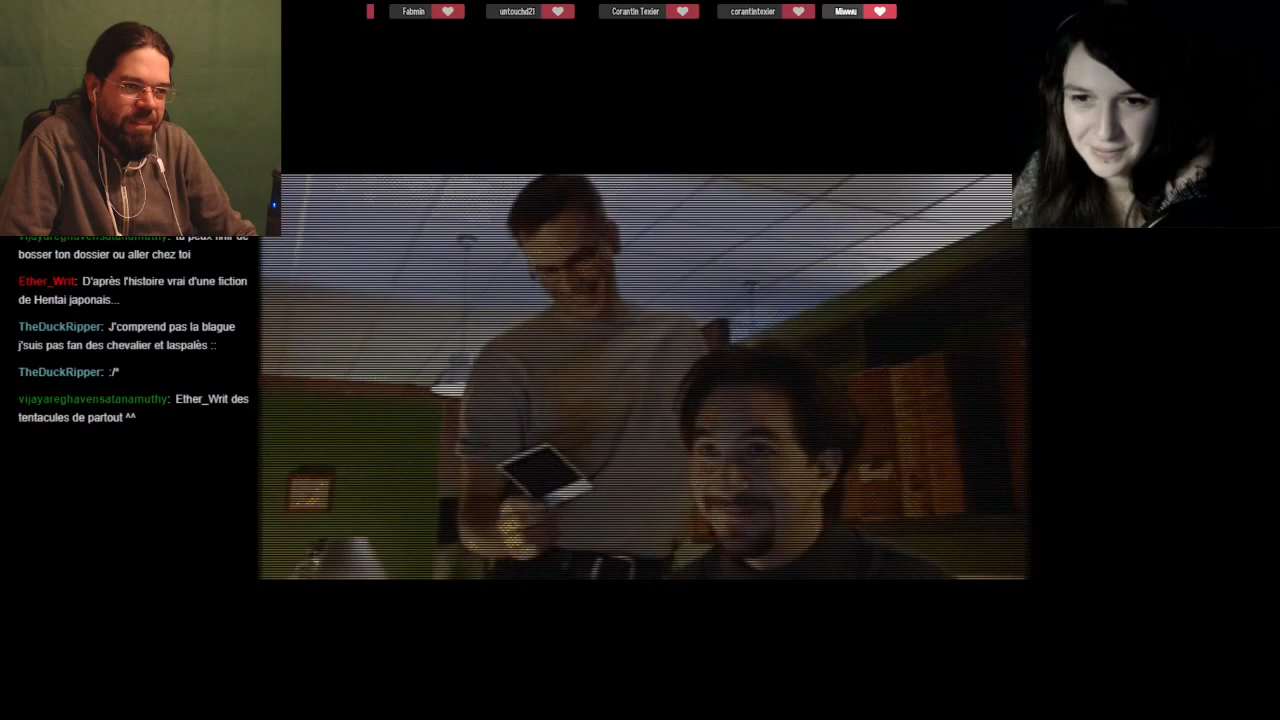 Fabmin
untouchd21
Corantin Texier
corantintexier
Miwwu
vijayareghavensatanamuthy: tu peux finir de
bosser ton dossier ou aller chez toi
Ether_Writ: D'après l'histoire vrai d'une fiction
de Hentai japonais...
TheDuckRipper: J'comprend pas la blague
j'suis pas fan des chevalier et laspalès ::
TheDuckRipper: :/*
vijayareghavensatanamuthy: Ether_Writ des
tentacules de partout ^^